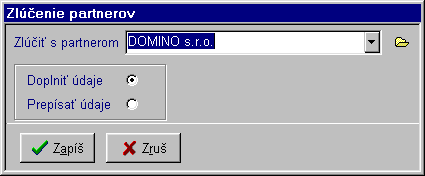 Zlúčenie partnerov
Zlúčiť s partnerom DOMINO s.r.o.
Doplniť údaje
Prepísať údaje
Zapíš Zruš